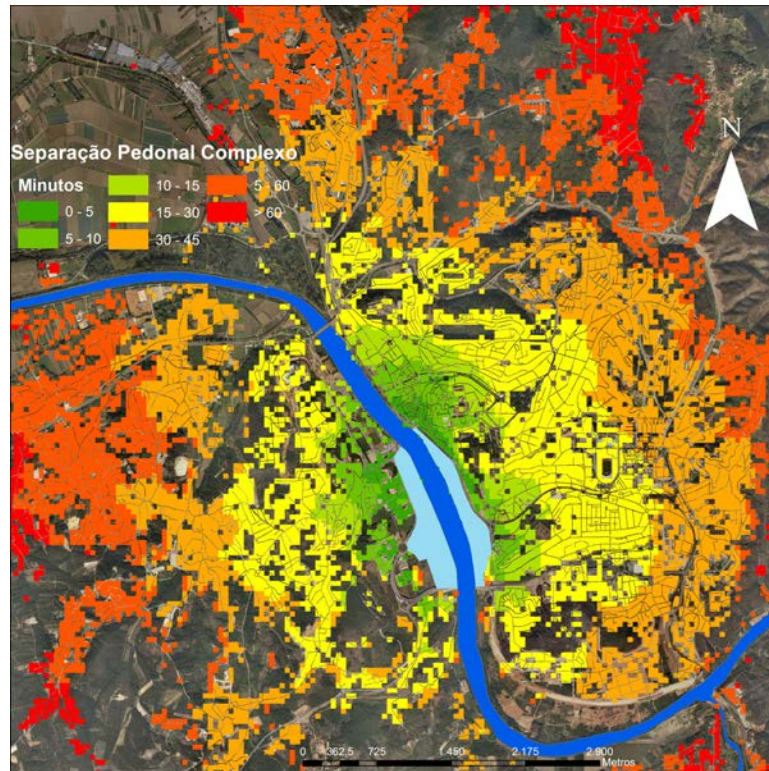 N
Separação Pedonal Complexo
Minutos
0 - 5
5 - 10
10 - 15
15 - 30
30 - 45
5 - 60
> 60
0 362,5 725 1.450 2.175 2.900
Metros